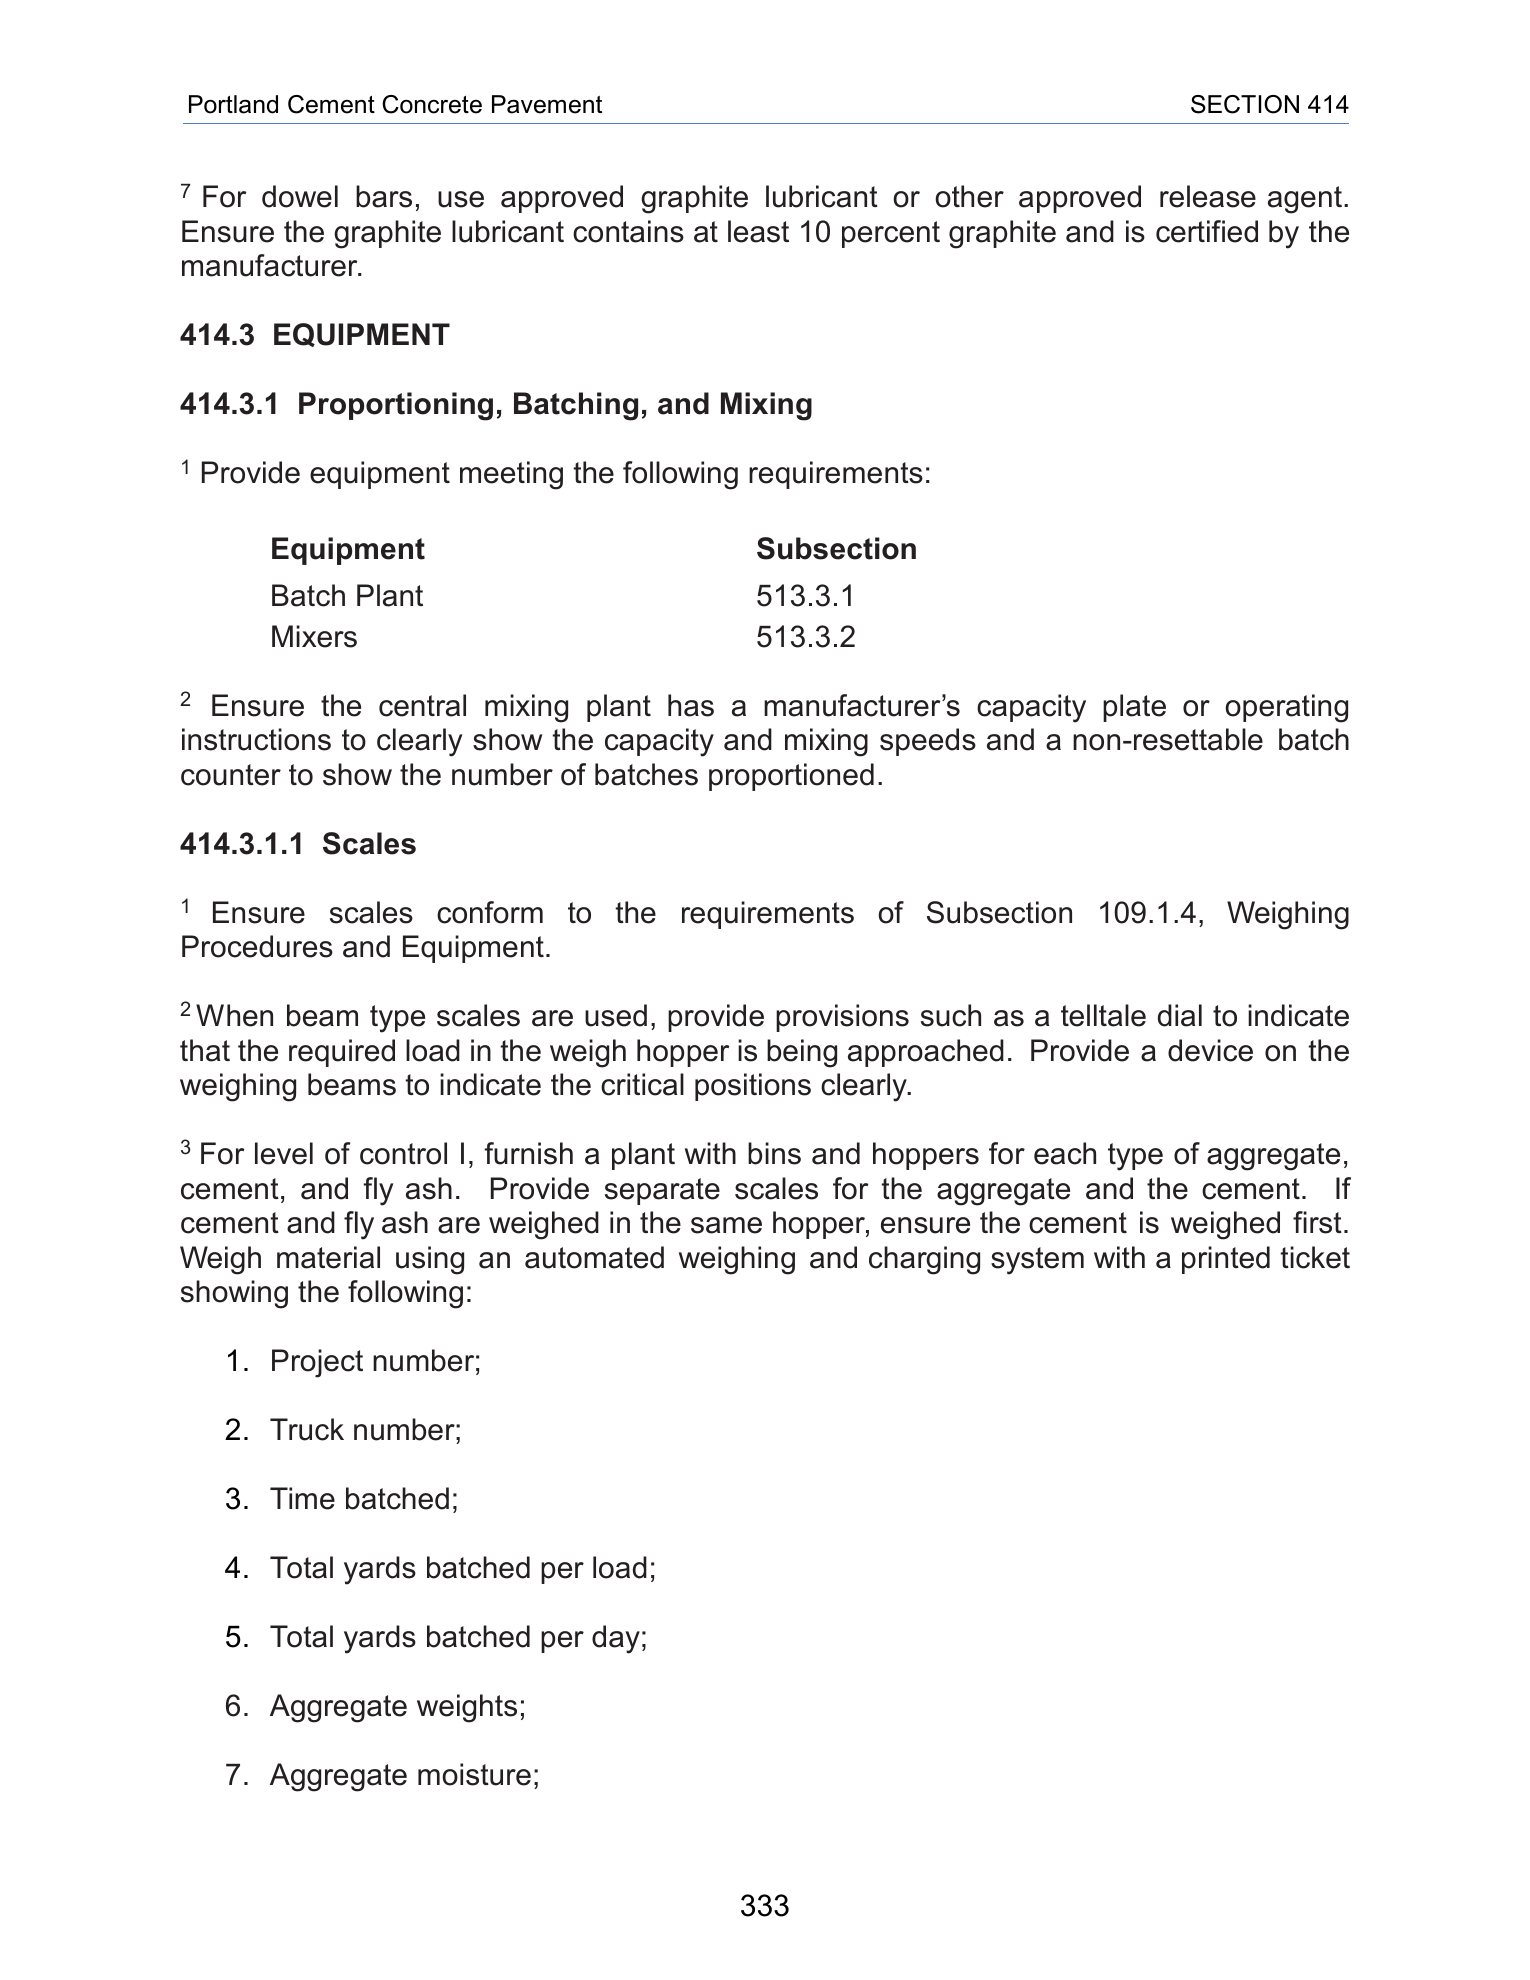 Portland Cement Concrete Pavement SECTION 414
7 For dowel bars, use approved graphite lubricant or other approved release agent.
Ensure the graphite lubricant contains at least 10 percent graphite and is certified by the
manufacturer.
414.3 EQUIPMENT
414.3.1 Proportioning, Batching, and Mixing
1 Provide equipment meeting the following requirements:
Equipment Subsection
Batch Plant 513.3.1
Mixers 513.3.2
2 Ensure the central mixing plant has a manufacturer’s capacity plate or operating
instructions to clearly show the capacity and mixing speeds and a non-resettable batch
counter to show the number of batches proportioned.
414.3.1.1 Scales
1 Ensure scales conform to the requirements of Subsection 109.1.4, Weighing
Procedures and Equipment.
2 When beam type scales are used, provide provisions such as a telltale dial to indicate
that the required load in the weigh hopper is being approached. Provide a device on the
weighing beams to indicate the critical positions clearly.
3 For level of control I, furnish a plant with bins and hoppers for each type of aggregate,
cement, and fly ash. Provide separate scales for the aggregate and the cement. If
cement and fly ash are weighed in the same hopper, ensure the cement is weighed first.
Weigh material using an automated weighing and charging system with a printed ticket
showing the following:
1. Project number;
2. Truck number;
3. Time batched;
4. Total yards batched per load;
5. Total yards batched per day;
6. Aggregate weights;
7. Aggregate moisture;
333